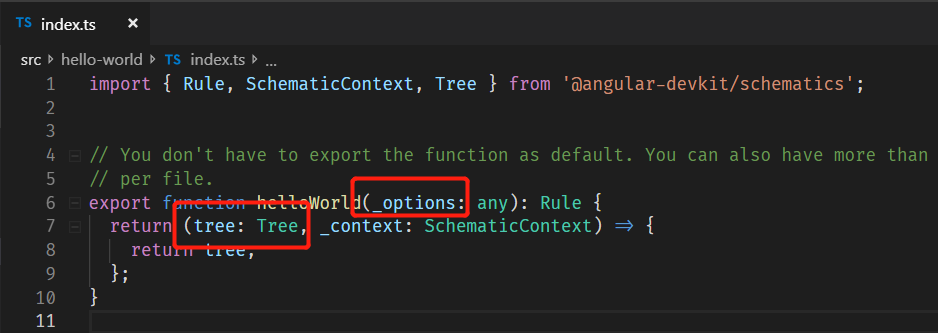 TS index.ts ×
src > hello-world > TS index.ts > ...
1 import { Rule, SchematicContext, Tree } from '@angular-devkit/schematics';
2
3
4 // You don't have to export the function as default. You can also have more than
5 // per file.
6 export function helloWorld(_options: any): Rule {
7 return (tree: Tree, _context: SchematicContext) => {
8 return tree;
9 };
10 }
11